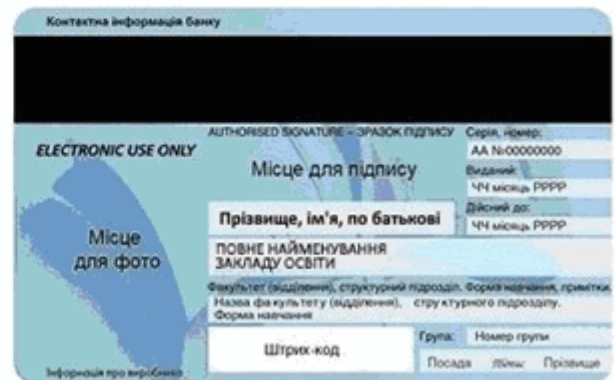 Контактна інформація банку
AUTHORISED SIGNATURE – ЗРАЗОК ПІДПИСУ
Серія, номер:
ELECTRONIC USE ONLY
АА №00000000
Місце для підпису
Виданий:
ЧЧ місяць РРРР
Дійсний до:
Прізвище, ім'я, по батькові
ЧЧ місяць РРРР
Місце
для фото
ПОВНЕ НАЙМЕНУВАННЯ
ЗАКЛАДУ ОСВІТИ
Факультет (відділення), структурний підрозділ. Форма навчання, примітки.
Назва факультету (відділення), структурного підрозділу.
Форма навчання
Штрих-код
Група: Номер групи
Посада Підпис Прізвище
Інформація про виробника